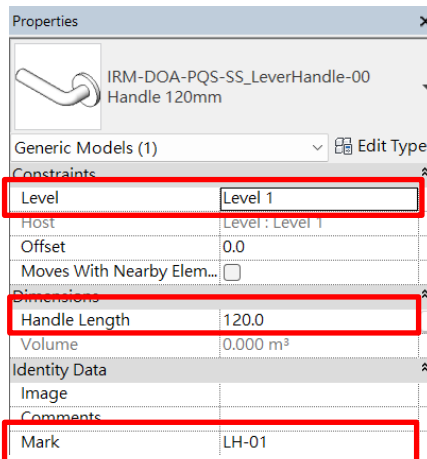 Properties ×
IRM-DOA-PQS-SS_LeverHandle-00
Handle 120mm
Generic Models (1) Edit Type
Constraints
Level Level 1
Host Level : Level 1
Offset 0.0
Moves With Nearby Elem...
Dimensions
Handle Length 120.0
Volume 0.000 m³
Identity Data
Image
Comments
Mark LH-01